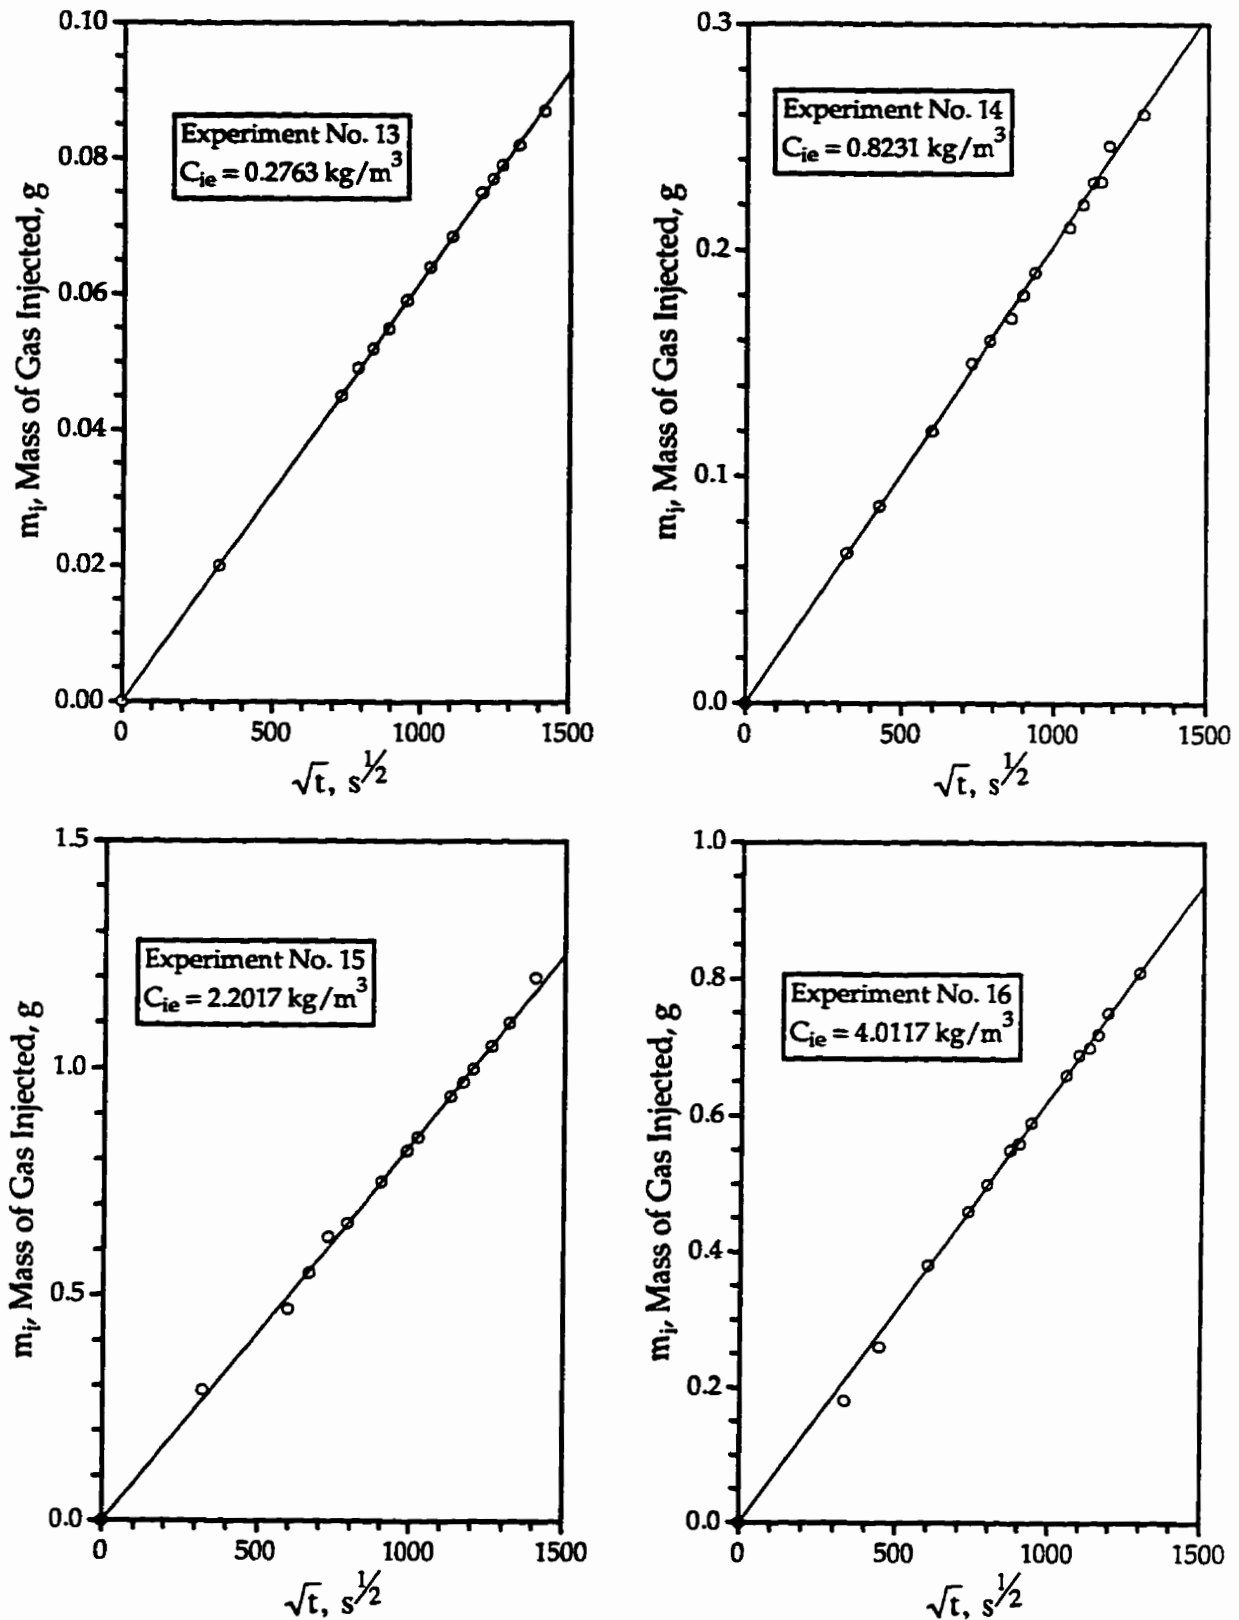 0.10
0.08
0.06
0.04
0.02
0.00
m_i, Mass of Gas Injected, g
Experiment No. 13
C_ie = 0.2763 kg/m³
0 500 1000 1500
√t, s^1/2
0.3
0.2
0.1
0.0
m_i, Mass of Gas Injected, g
Experiment No. 14
C_ie = 0.8231 kg/m³
0 500 1000 1500
√t, s^1/2
1.5
1.0
0.5
0.0
m_i, Mass of Gas Injected, g
Experiment No. 15
C_ie = 2.2017 kg/m³
0 500 1000 1500
√t, s^1/2
1.0
0.8
0.6
0.4
0.2
0.0
m_i, Mass of Gas Injected, g
Experiment No. 16
C_ie = 4.0117 kg/m³
0 500 1000 1500
√t, s^1/2